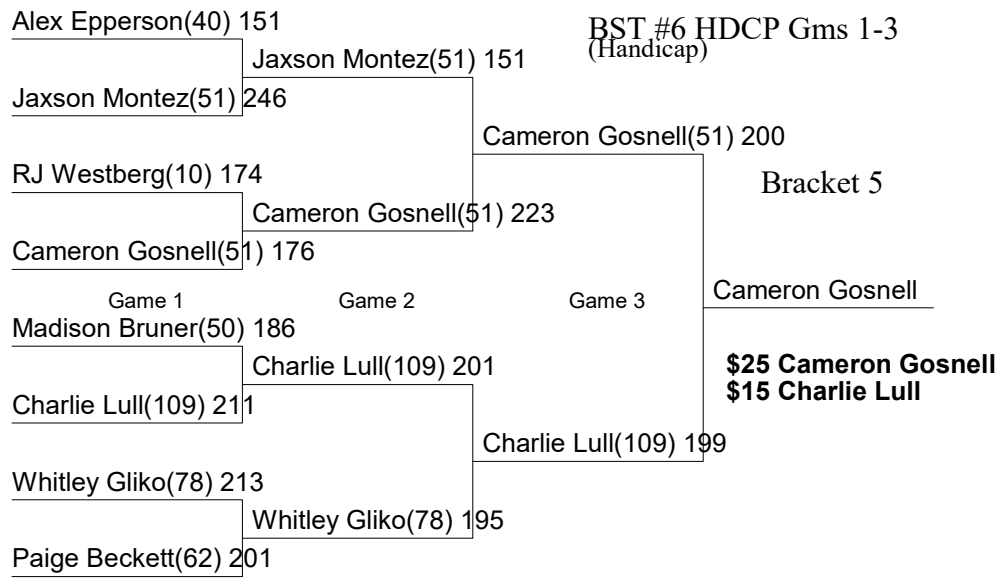 Alex Epperson(40) 151
BST #6 HDCP Gms 1-3
(Handicap)
Jaxson Montez(51) 151
Jaxson Montez(51) 246
Cameron Gosnell(51) 200
RJ Westberg(10) 174
Bracket 5
Cameron Gosnell(51) 223
Cameron Gosnell(51) 176
Game 1
Game 2
Game 3
Cameron Gosnell
Madison Bruner(50) 186
Charlie Lull(109) 201
$25 Cameron Gosnell
$15 Charlie Lull
Charlie Lull(109) 211
Charlie Lull(109) 199
Whitley Gliko(78) 213
Whitley Gliko(78) 195
Paige Beckett(62) 201